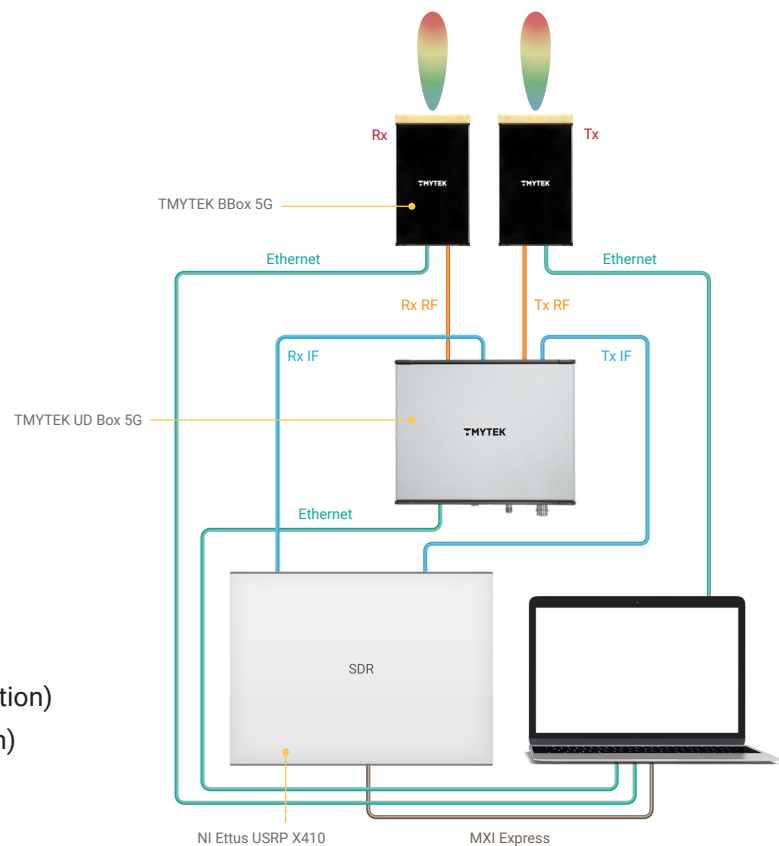 Rx
Tx
TMYTEK
TMYTEK
TMYTEK BBox 5G
Ethernet
Ethernet
Rx RF
Tx RF
Rx IF
Tx IF
TMYTEK UD Box 5G
TMYTEK
Ethernet
SDR
tion)
n)
NI Ettus USRP X410
MXI Express